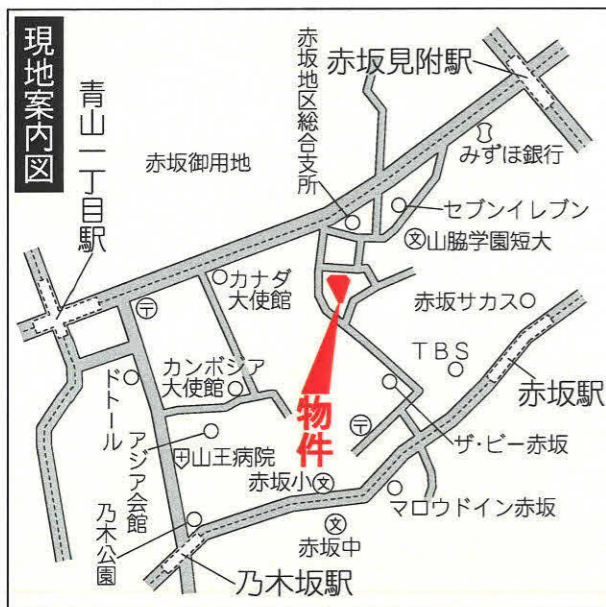 現地案内図
青山一丁目駅
赤坂御用地
赤坂地区総合支所
赤坂見附駅
みずほ銀行
セブンイレブン
文山脇学園短大
カナダ
大使館
〒
赤坂サカス
TBS
赤坂駅
カンボジア
大使館
ドトール
物件
〒
ザ・ビー赤坂
アジア会館
山王病院
赤坂小文
マロウドイン赤坂
乃木公園
文
赤坂中
乃木坂駅